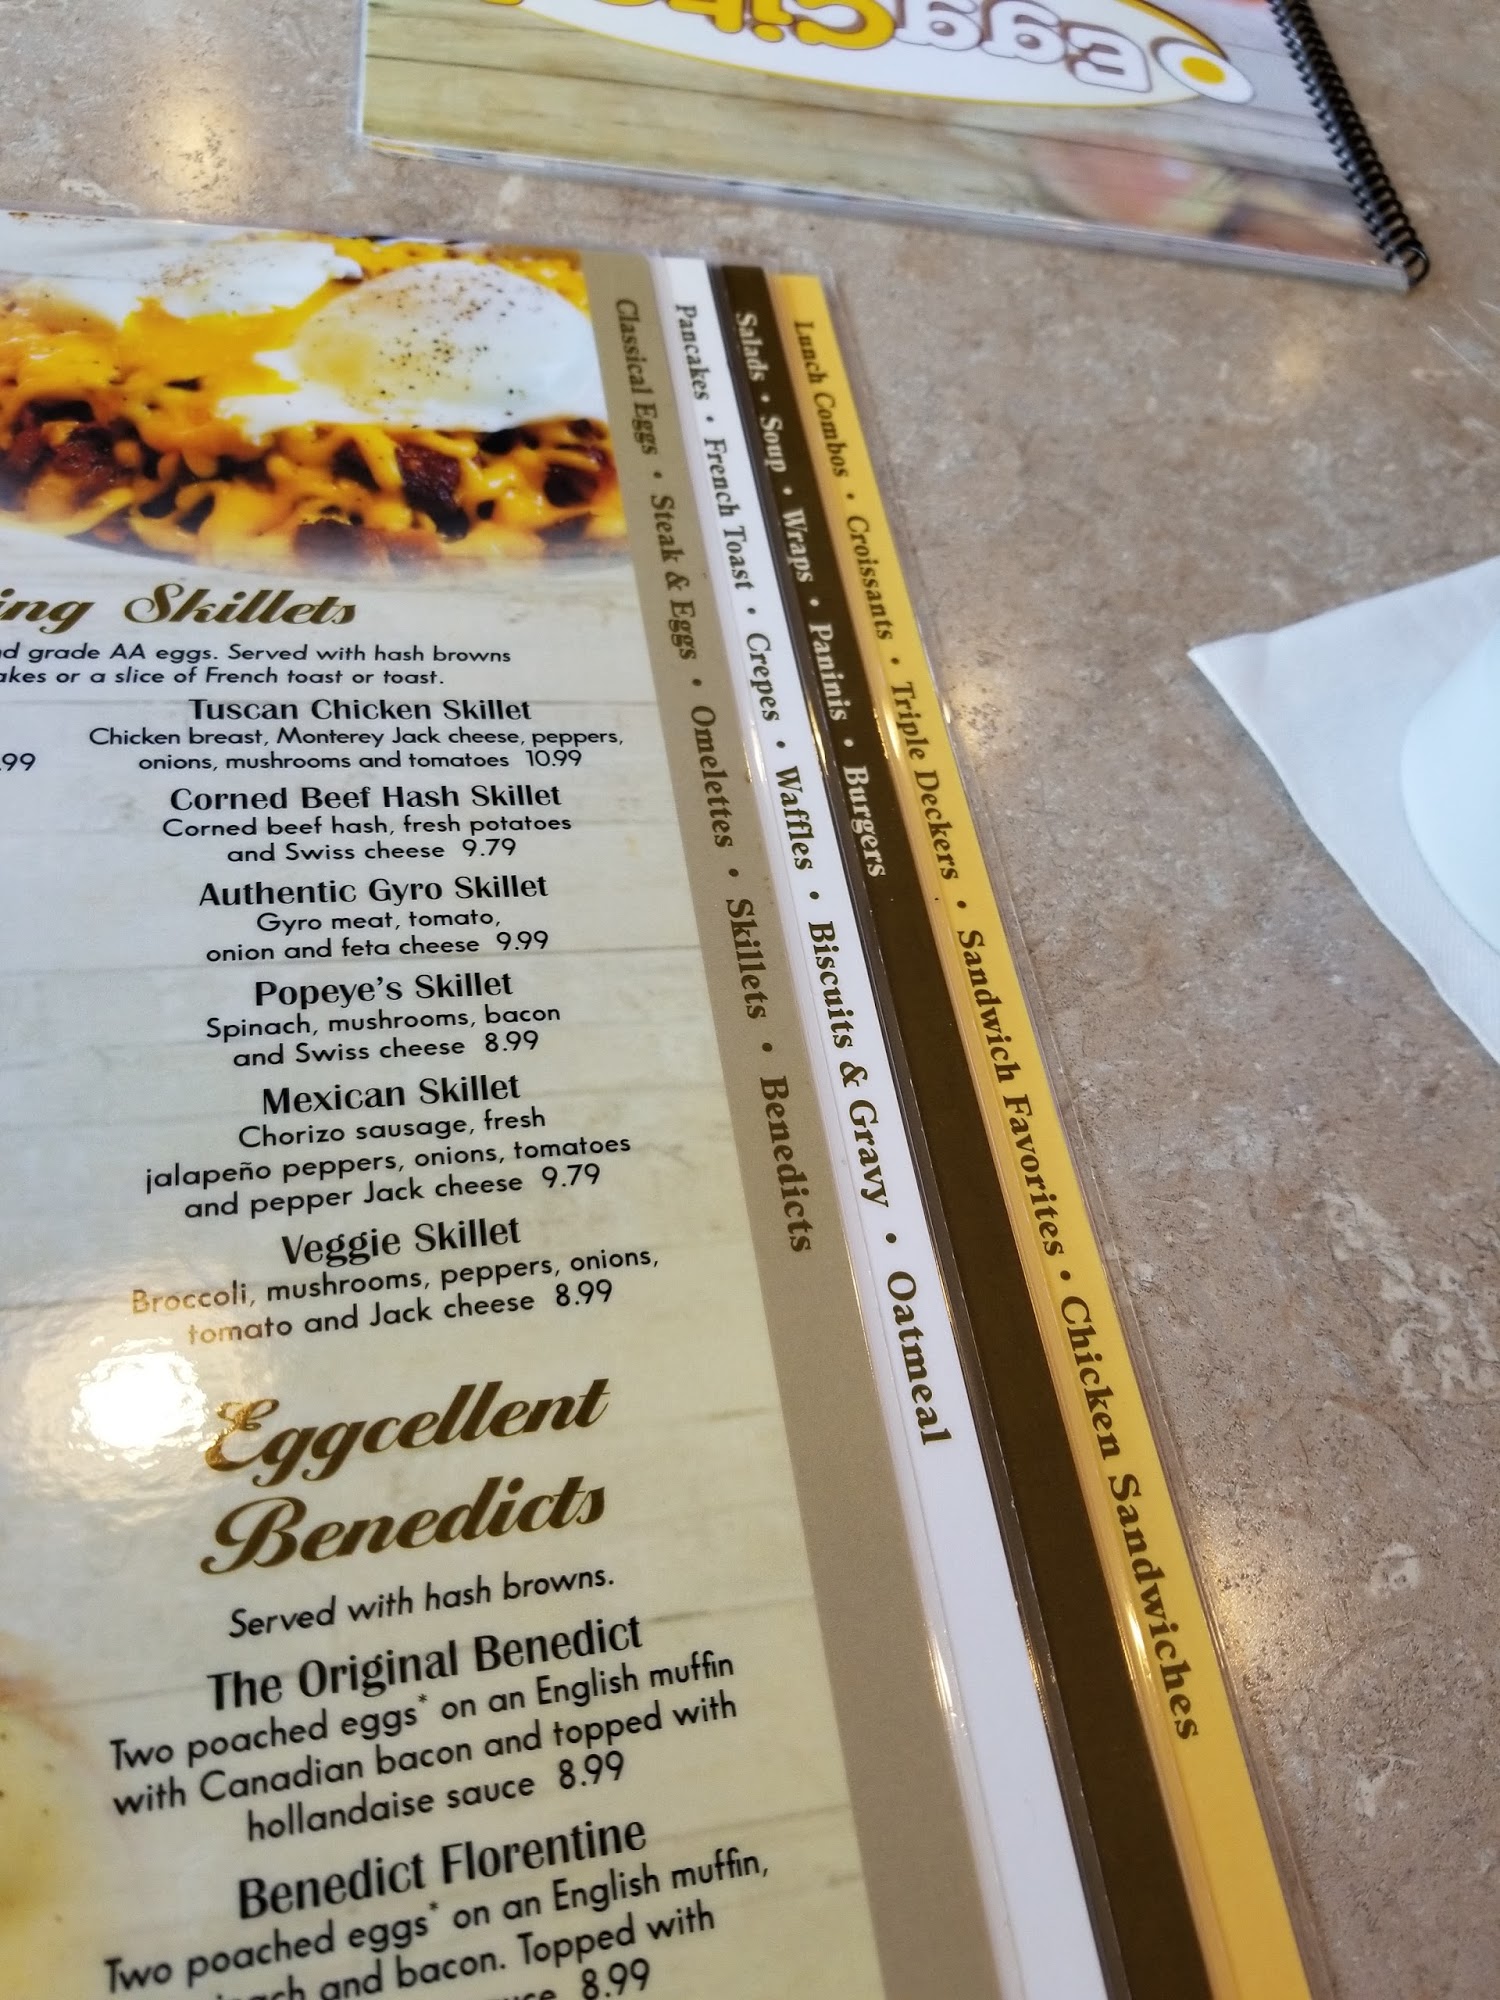 Egg
ing Skillets
d grade AA eggs. Served with hash browns
akes or a slice of French toast or toast.
Tuscan Chicken Skillet
Chicken breast, Monterey Jack cheese, peppers,
onions, mushrooms and tomatoes 10.99
.99
Corned Beef Hash Skillet
Corned beef hash, fresh potatoes
and Swiss cheese 9.79
Authentic Gyro Skillet
Gyro meat, tomato,
onion and feta cheese 9.99
Popeye's Skillet
Spinach, mushrooms, bacon
and Swiss cheese 8.99
Mexican Skillet
Chorizo sausage, fresh
jalapeño peppers, onions, tomatoes
and pepper Jack cheese 9.79
Veggie Skillet
Broccoli, mushrooms, peppers, onions,
tomato and Jack cheese 8.99
Eggcellent
Benedicts
Served with hash browns.
The Original Benedict
Two poached eggs* on an English muffin
with Canadian bacon and topped with
hollandaise sauce 8.99
Benedict Florentine
Two poached eggs* on an English muffin,
and bacon. Topped with
8.99
Classical Eggs • Steak & Eggs • Omelettes • Skillets • Benedicts
Pancakes • French Toast • Crepes • Waffles • Biscuits & Gravy • Oatmeal
Salads • Soup • Wraps • Paninis • Burgers
Lunch Combos • Croissants • Triple Deckers • Sandwich Favorites • Chicken Sandwiches